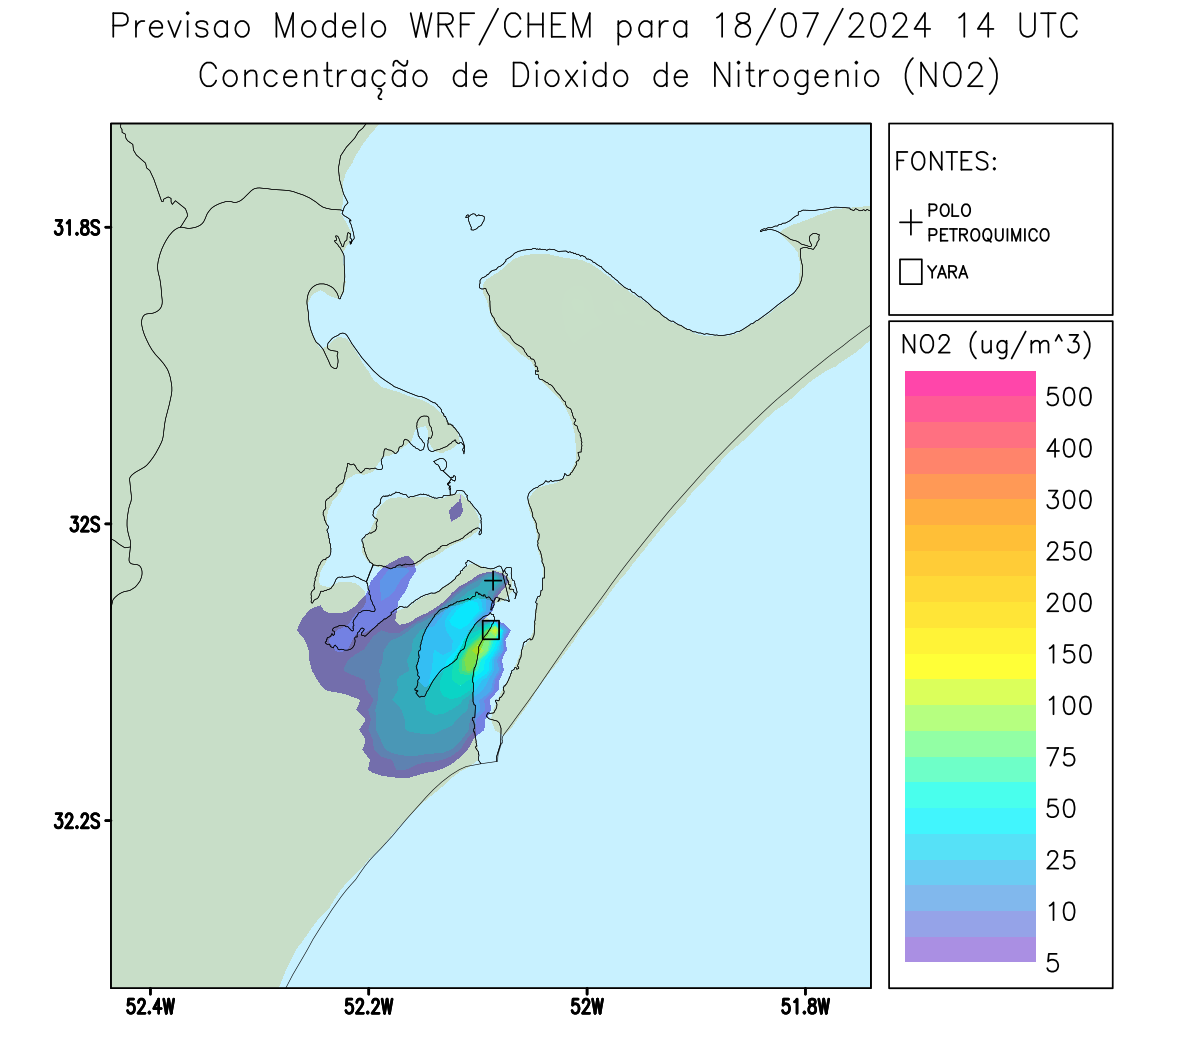 Previsao Modelo WRF/CHEM para 18/07/2024 14 UTC
Concentração de Dioxido de Nitrogenio (NO2)
FONTES:
POLO
PETROQUIMICO
YARA
31.8S
32S
32.2S
52.4W
52.2W
52W
51.8W
NO2 (ug/m^3)
500
400
300
250
200
150
100
75
50
25
10
5